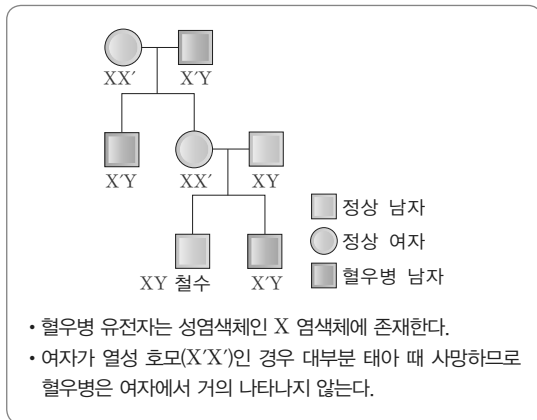 XX′ X′Y
X′Y XX′ XY
정상 남자
정상 여자
XY 철수 X′Y 혈우병 남자
• 혈우병 유전자는 성염색체인 X 염색체에 존재한다.
• 여자가 열성 호모(X′X′)인 경우 대부분 태아 때 사망하므로
혈우병은 여자에서 거의 나타나지 않는다.